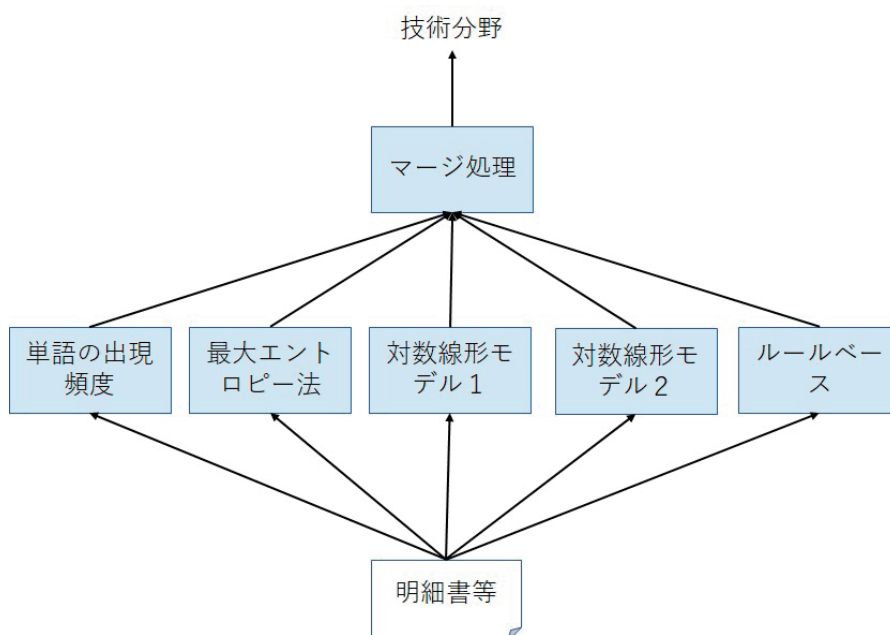 技術分野
マージ処理
単語の出現
頻度
最大エント
ロピー法
対数線形モ
デル１
対数線形モ
デル２
ルールベー
ス
明細書等